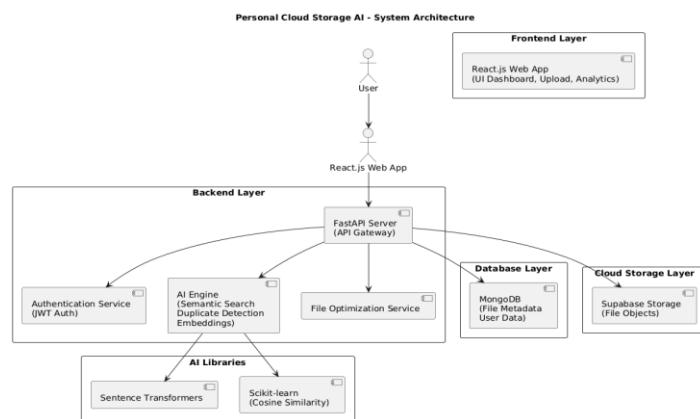 Personal Cloud Storage AI - System Architecture
Frontend Layer
React.js Web App
(UI Dashboard, Upload, Analytics)
User
React.js Web App
Backend Layer
FastAPI Server
(API Gateway)
Authentication Service
(JWT Auth)
AI Engine
(Semantic Search
Duplicate Detection
Embeddings)
File Optimization Service
Database Layer
MongoDB
(File Metadata
User Data)
Cloud Storage Layer
Supabase Storage
(File Objects)
AI Libraries
Sentence Transformers
Scikit-learn
(Cosine Similarity)